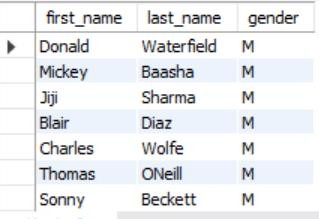 first_name last_name gender
Donald Waterfield M
Mickey Baasha M
Jiji Sharma M
Blair Diaz M
Charles Wolfe M
Thomas ONeill M
Sonny Beckett M